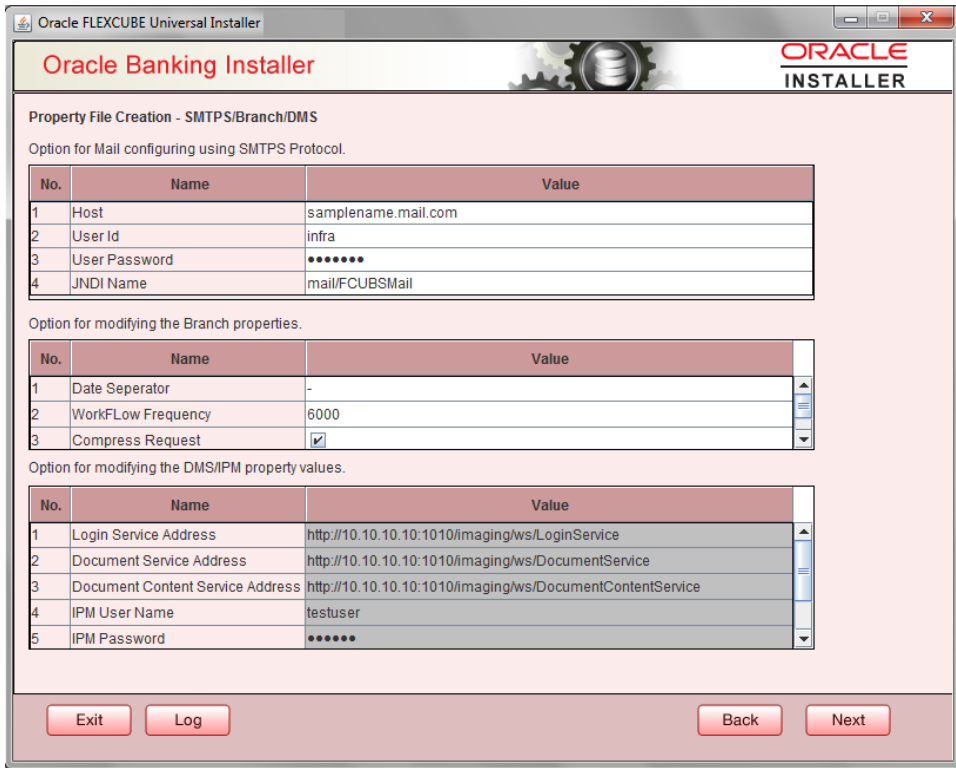 Oracle FLEXCUBE Universal Installer
Oracle Banking Installer
ORACLE
INSTALLER
Property File Creation - SMTPS/Branch/DMS
Option for Mail configuring using SMTPS Protocol.
No. Name Value
1 Host samplename.mail.com
2 User Id infra
3 User Password •••••••
4 JNDI Name mail/FCUBSMail
Option for modifying the Branch properties.
No. Name Value
1 Date Seperator -
2 WorkFLow Frequency 6000
3 Compress Request
Option for modifying the DMS/IPM property values.
No. Name Value
1 Login Service Address http://10.10.10.10:1010/imaging/ws/LoginService
2 Document Service Address http://10.10.10.10:1010/imaging/ws/DocumentService
3 Document Content Service Address http://10.10.10.10:1010/imaging/ws/DocumentContentService
4 IPM User Name testuser
5 IPM Password ••••••
Exit Log Back Next